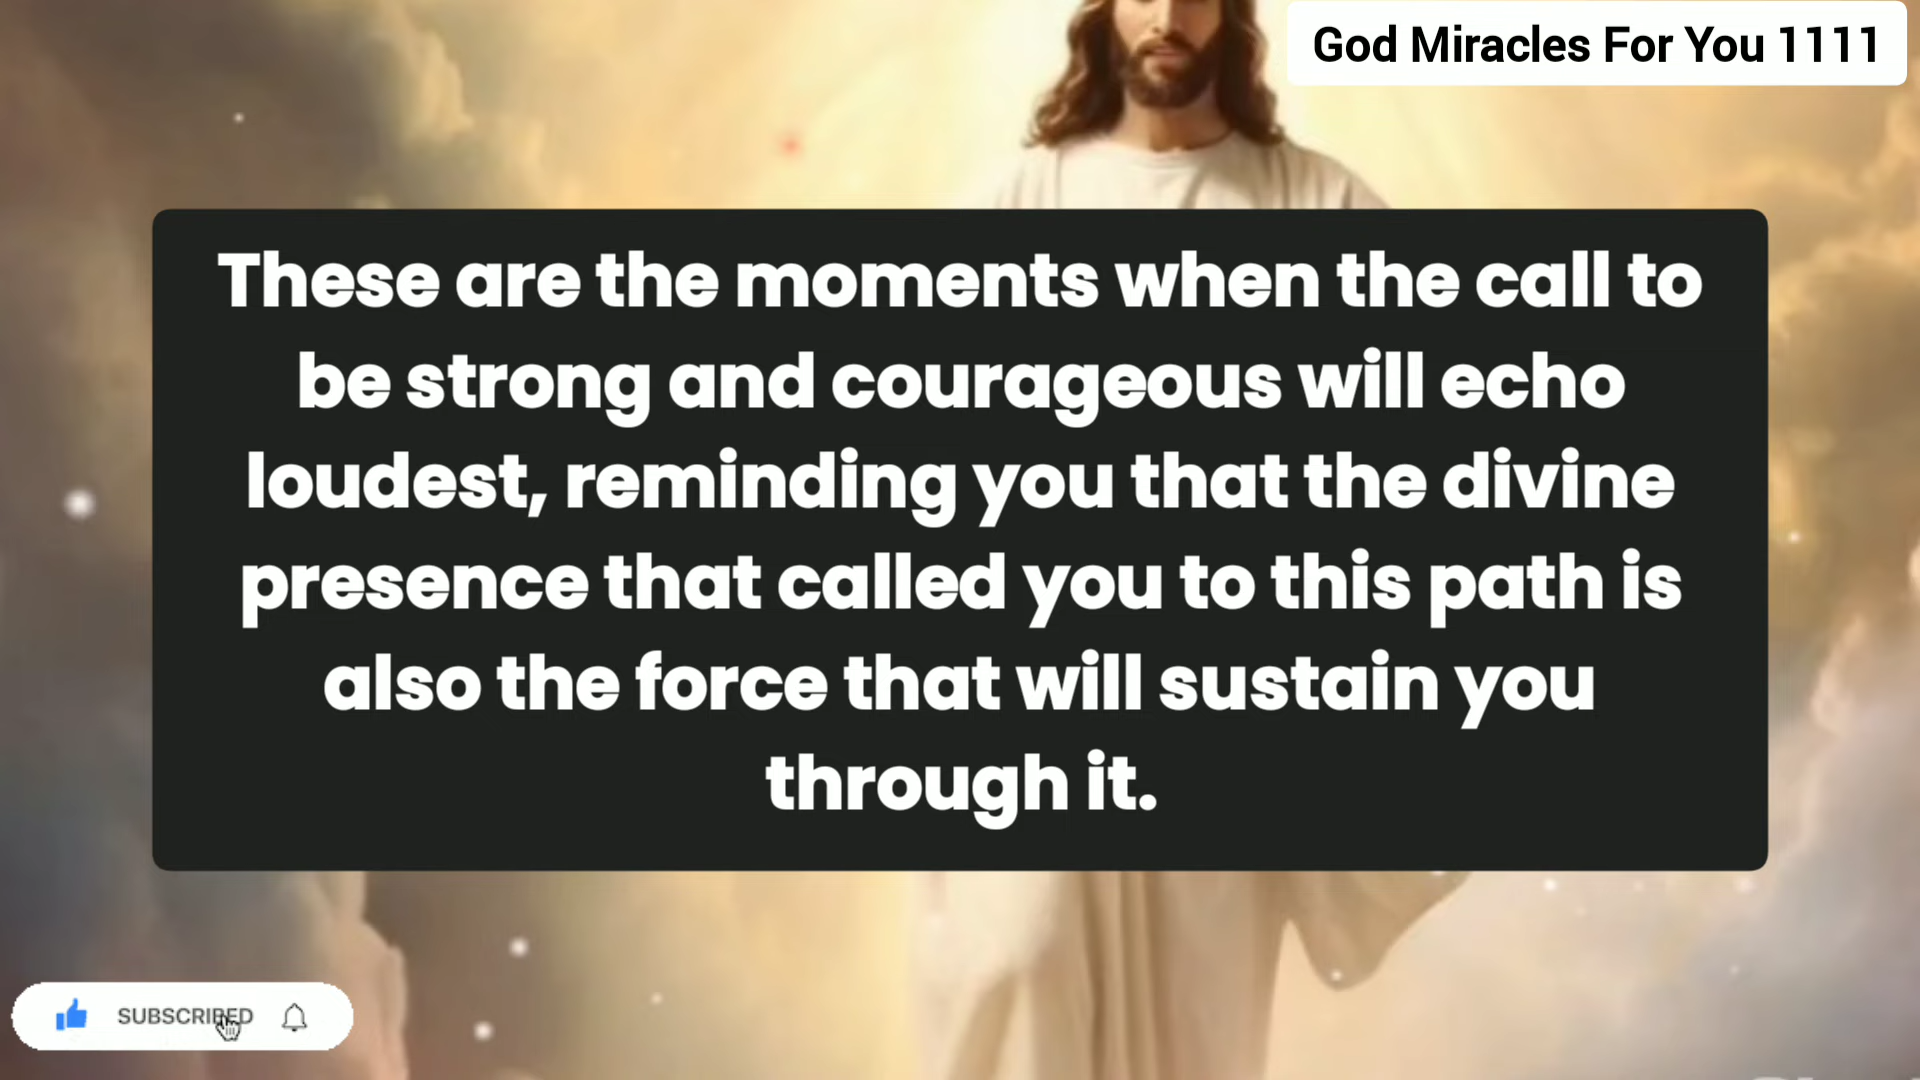 God Miracles For You 1111
These are the moments when the call to
be strong and courageous will echo
loudest, reminding you that the divine
presence that called you to this path is
also the force that will sustain you
through it.
SUBSCRIBED